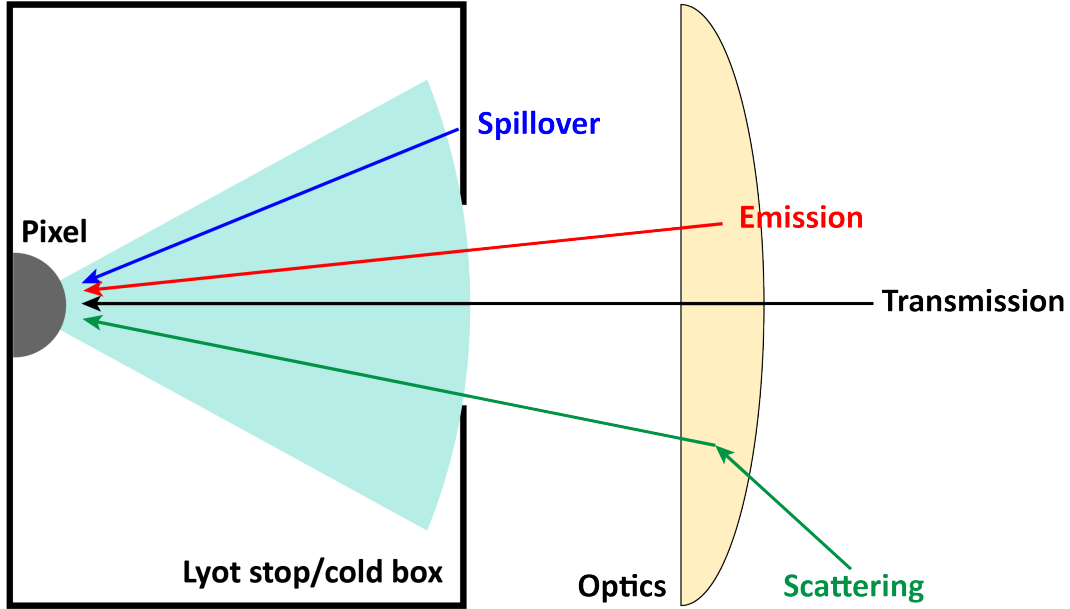 Spillover
Emission
Pixel
Transmission
Lyot stop/cold box
Optics
Scattering